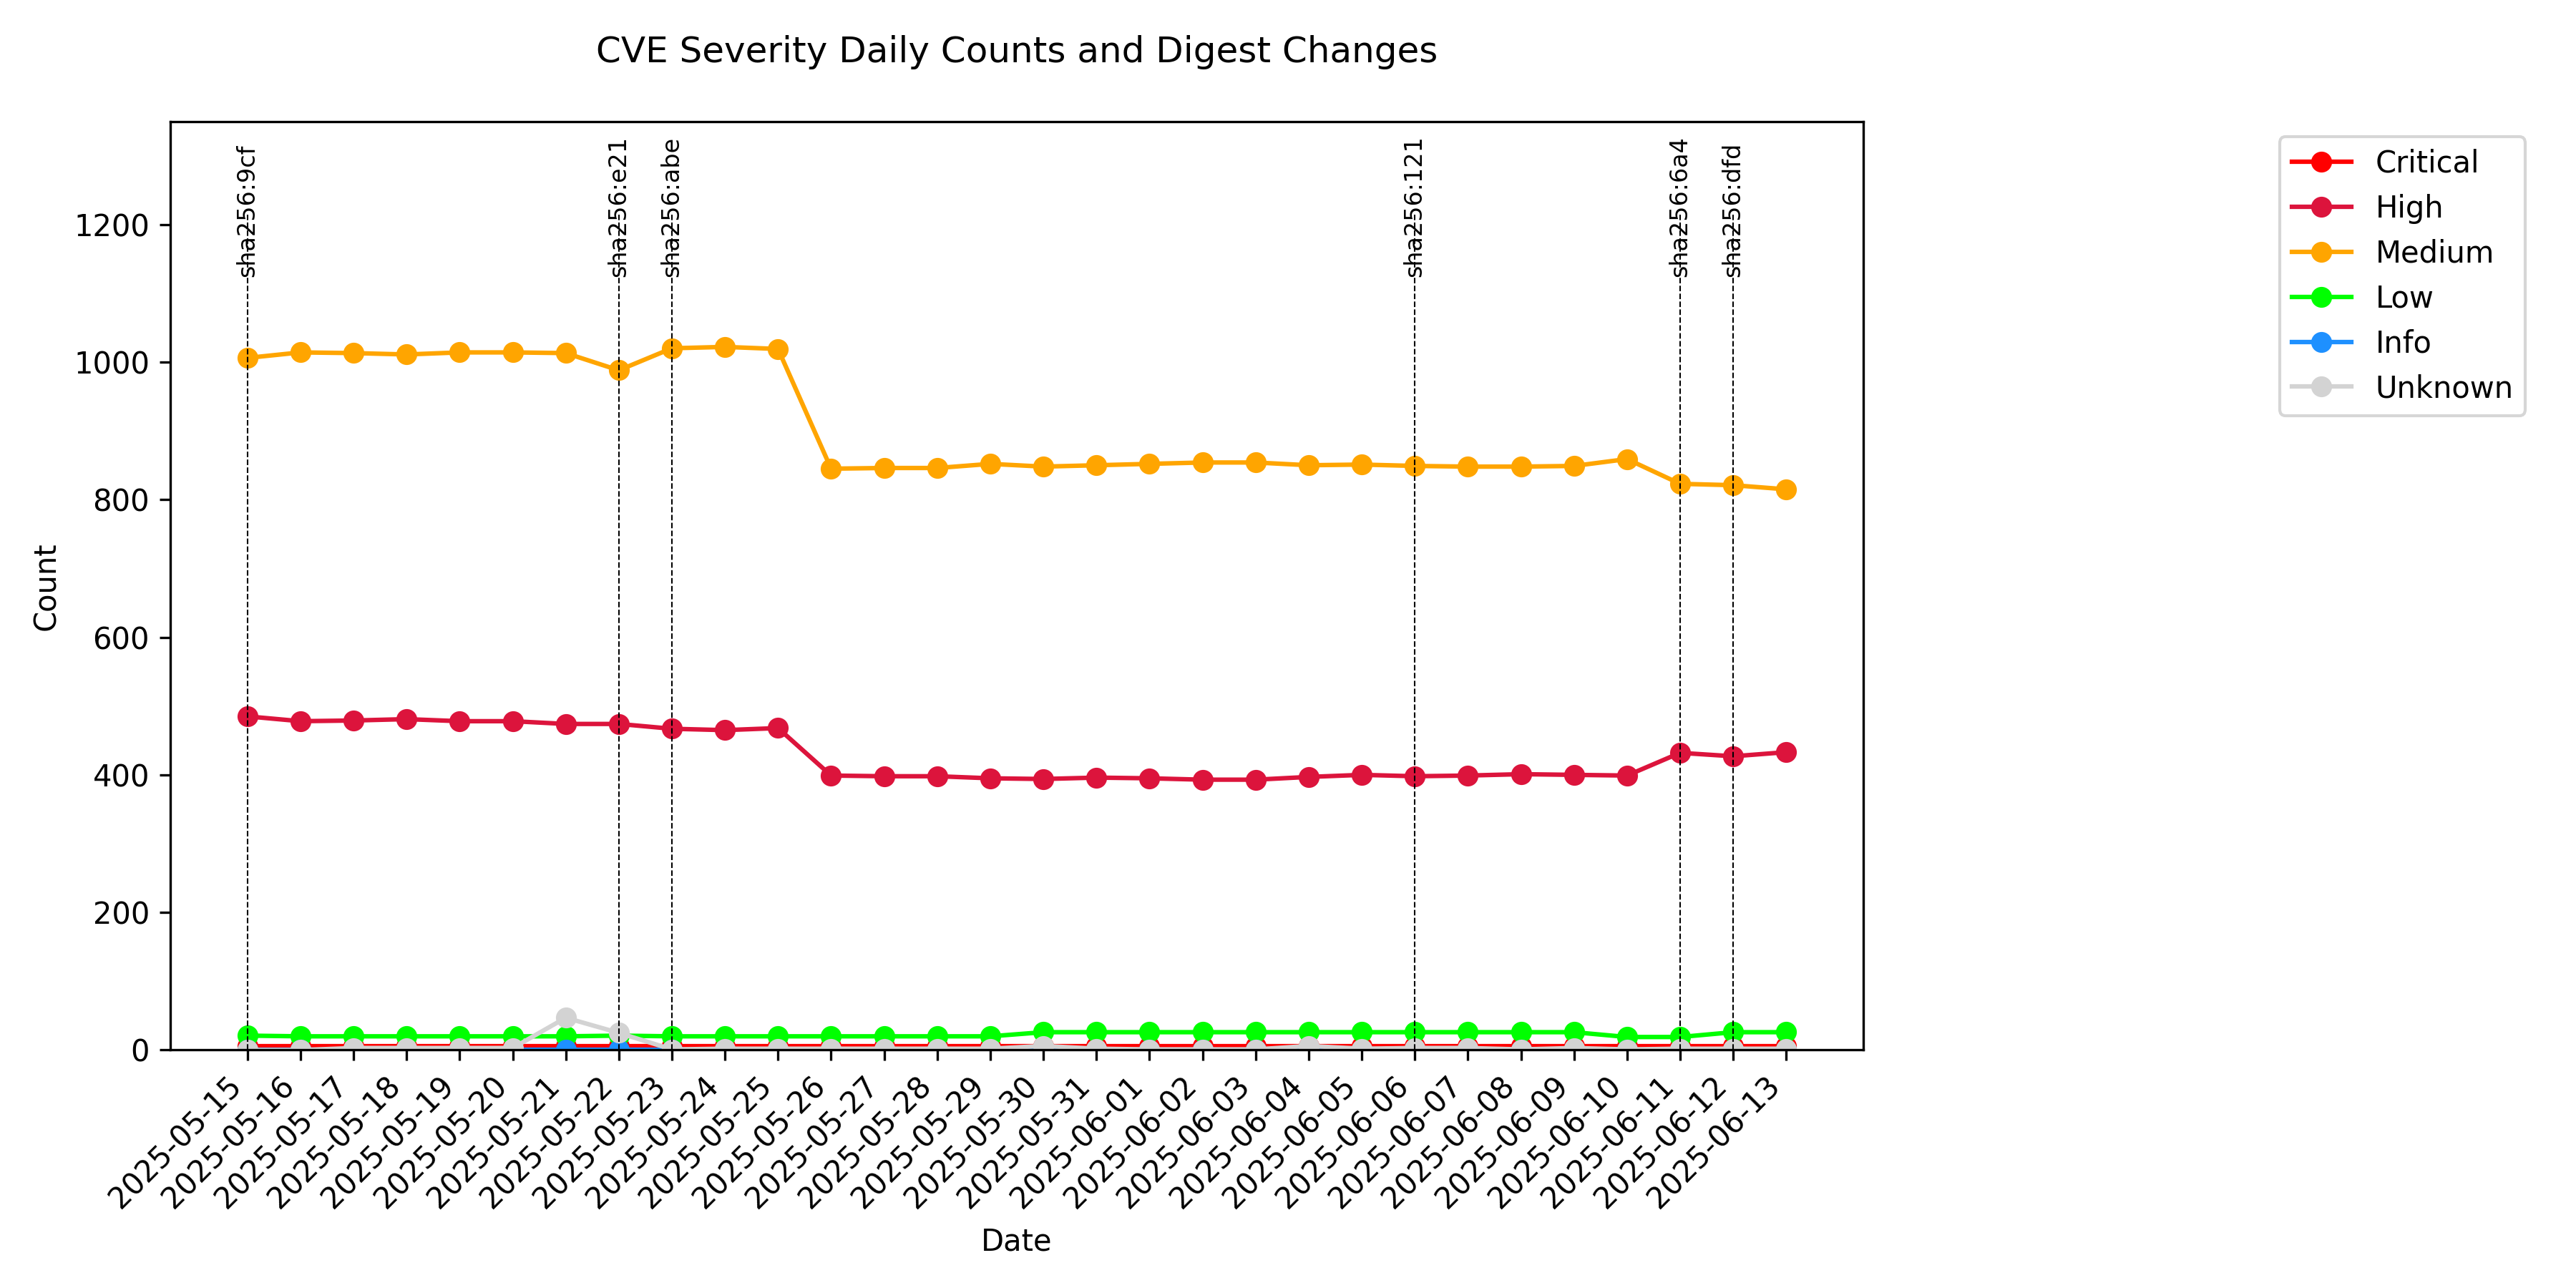 CVE Severity Daily Counts and Digest Changes
sha256:9cf
sha256:e21
sha256:abe
sha256:121
sha256:6a4
sha256:dfd
Critical
High
Medium
Low
Info
Unknown
1200
1000
800
600
400
200
0
Count
2025-05-15
2025-05-16
2025-05-17
2025-05-18
2025-05-19
2025-05-20
2025-05-21
2025-05-22
2025-05-23
2025-05-24
2025-05-25
2025-05-26
2025-05-27
2025-05-28
2025-05-29
2025-05-30
2025-05-31
2025-06-01
2025-06-02
2025-06-03
2025-06-04
2025-06-05
2025-06-06
2025-06-07
2025-06-08
2025-06-09
2025-06-10
2025-06-11
2025-06-12
2025-06-13
Date